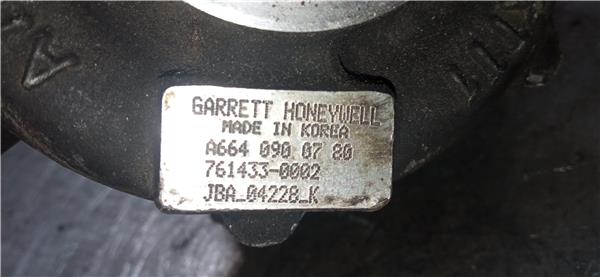 GARRETT HONEYWELL
MADE IN KOREA
A664 090 07 80
761433-0002
JBA_04228_K